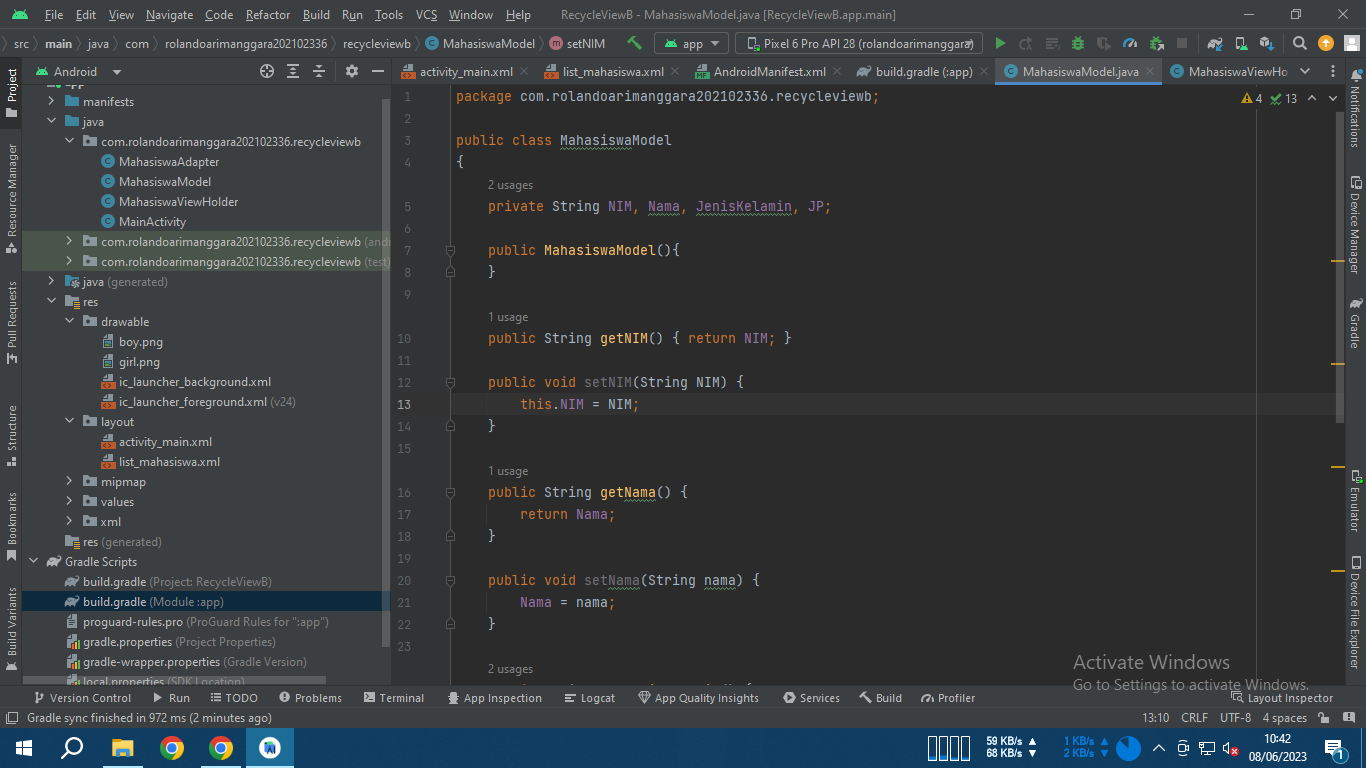 File Edit View Navigate Code Refactor Build Run Tools VCS Window Help RecycleViewB - MahasiswaModel.java [RecycleViewB.app.main]
src main java com rolandoarimanggara202102336 recycleviewb MahasiswaModel setNIM app Pixel 6 Pro API 28 (rolandoarimanggara)
Android activity_main.xml list_mahasiswa.xml AndroidManifest.xml build.gradle (:app) MahasiswaModel.java MahasiswaViewHo
Project
Resource Manager
Pull Requests
Structure
Bookmarks
Build Variants
manifests
java
com.rolandoarimanggara202102336.recycleviewb
MahasiswaAdapter
MahasiswaModel
MahasiswaViewHolder
MainActivity
com.rolandoarimanggara202102336.recycleviewb (and
com.rolandoarimanggara202102336.recycleviewb (test)
java (generated)
res
drawable
boy.png
girl.png
ic_launcher_background.xml
ic_launcher_foreground.xml (v24)
layout
activity_main.xml
list_mahasiswa.xml
mipmap
values
xml
res (generated)
Gradle Scripts
build.gradle (Project: RecycleViewB)
build.gradle (Module :app)
proguard-rules.pro (ProGuard Rules for ":app")
gradle.properties (Project Properties)
gradle-wrapper.properties (Gradle Version)
local.properties (SDK Location)
4 13
1 package com.rolandoarimanggara202102336.recycleviewb;
2
3 public class MahasiswaModel
4 {
2 usages
5 private String NIM, Nama, JenisKelamin, JP;
6
7 public MahasiswaModel(){
8 }
9
1 usage
10 public String getNIM() { return NIM; }
11
12 public void setNIM(String NIM) {
13 this.NIM = NIM;
14 }
15
1 usage
16 public String getNama() {
17 return Nama;
18 }
19
20 public void setNama(String nama) {
21 Nama = nama;
22 }
23
2 usages
Notifications
Device Manager
Gradle
Emulator
Device File Explorer
Activate Windows
Go to Settings to activate Windows.
Version Control Run TODO Problems Terminal App Inspection Logcat App Quality Insights Services Build Profiler Layout Inspector
Gradle sync finished in 972 ms (2 minutes ago) 13:10 CRLF UTF-8 4 spaces
59 KB/s
68 KB/s
1 KB/s
2 KB/s
10:42
08/06/2023
1